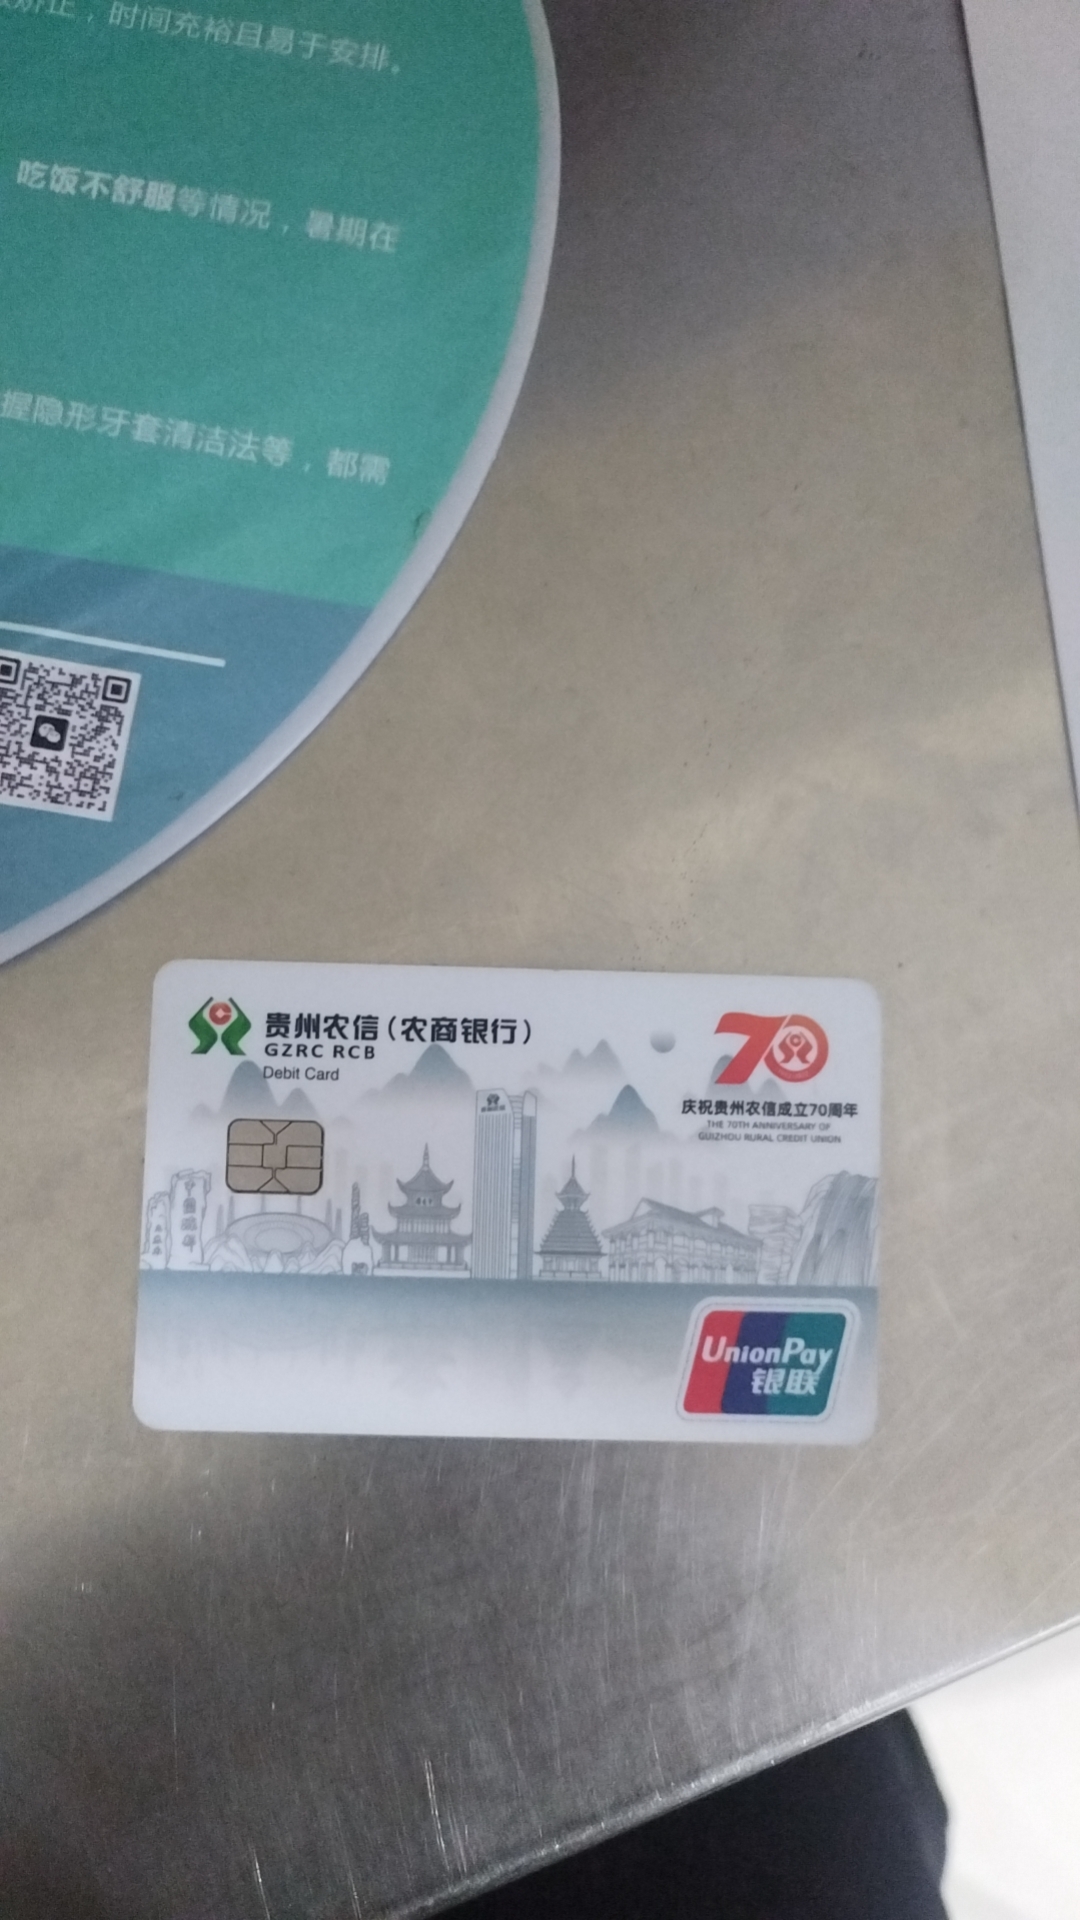 时间充裕且易于安排。
吃饭不舒服等情况，暑期在
握隐形牙套清洁法等，都需
贵州农信（农商银行）
GZRC RCB
Debit Card
70
庆祝贵州农信成立70周年
THE 70TH ANNIVERSARY OF
GUIZHOU RURAL CREDIT UNION
UnionPay
银联